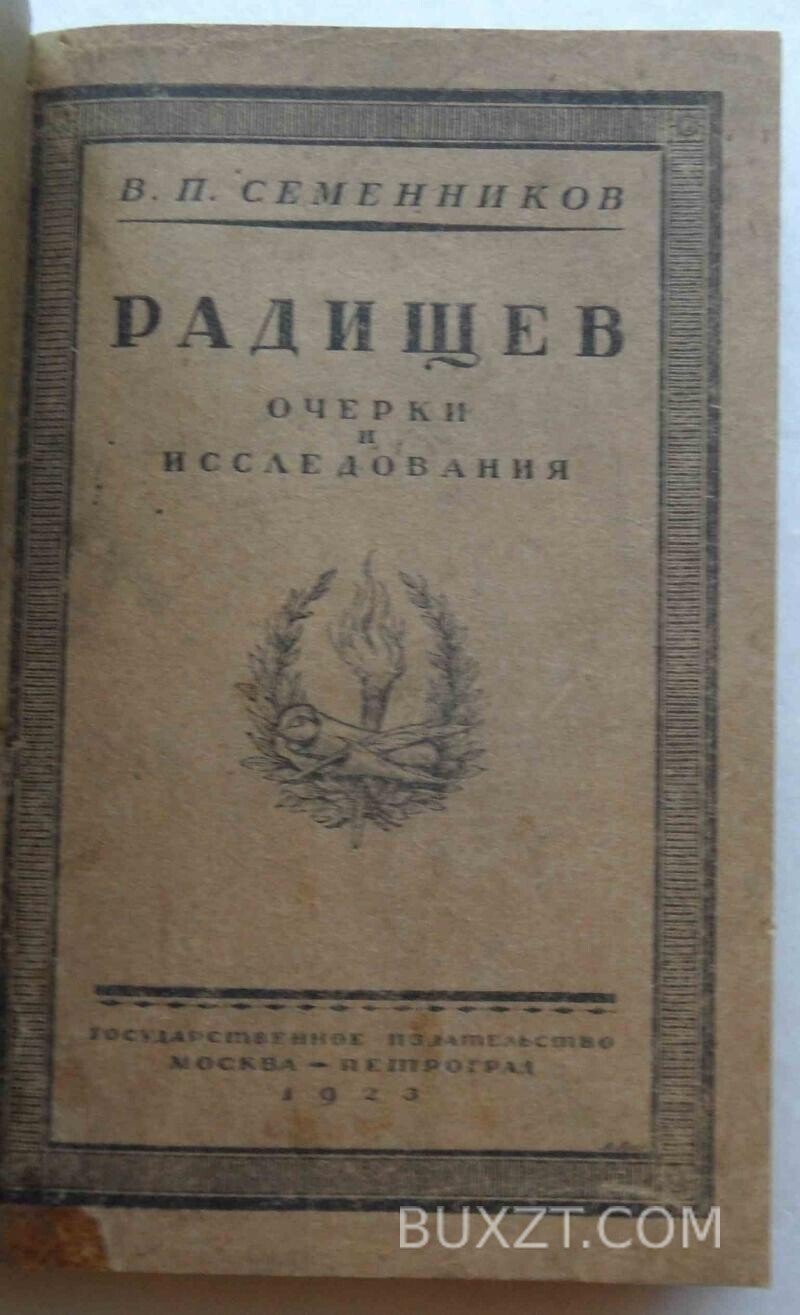 В. П. СЕМЕННИКОВ
РАДИЩЕВ
ОЧЕРКИ
И
ИССЛЕДОВАНИЯ
ГОСУДАРСТВЕННОЕ ИЗДАТЕЛЬСТВО
МОСКВА — ПЕТРОГРАД
1923
BUXZT.COM